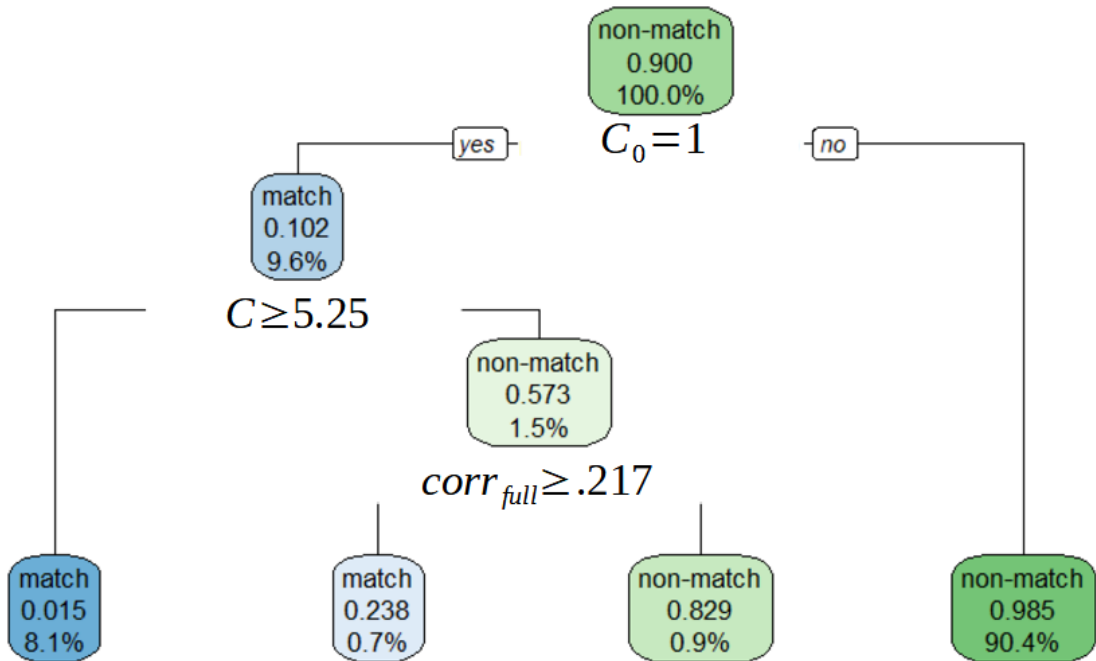 non-match
0.900
100.0%
yes
C₀=1
no
match
0.102
9.6%
C≥5.25
non-match
0.573
1.5%
corr_full≥.217
match
0.015
8.1%
match
0.238
0.7%
non-match
0.829
0.9%
non-match
0.985
90.4%